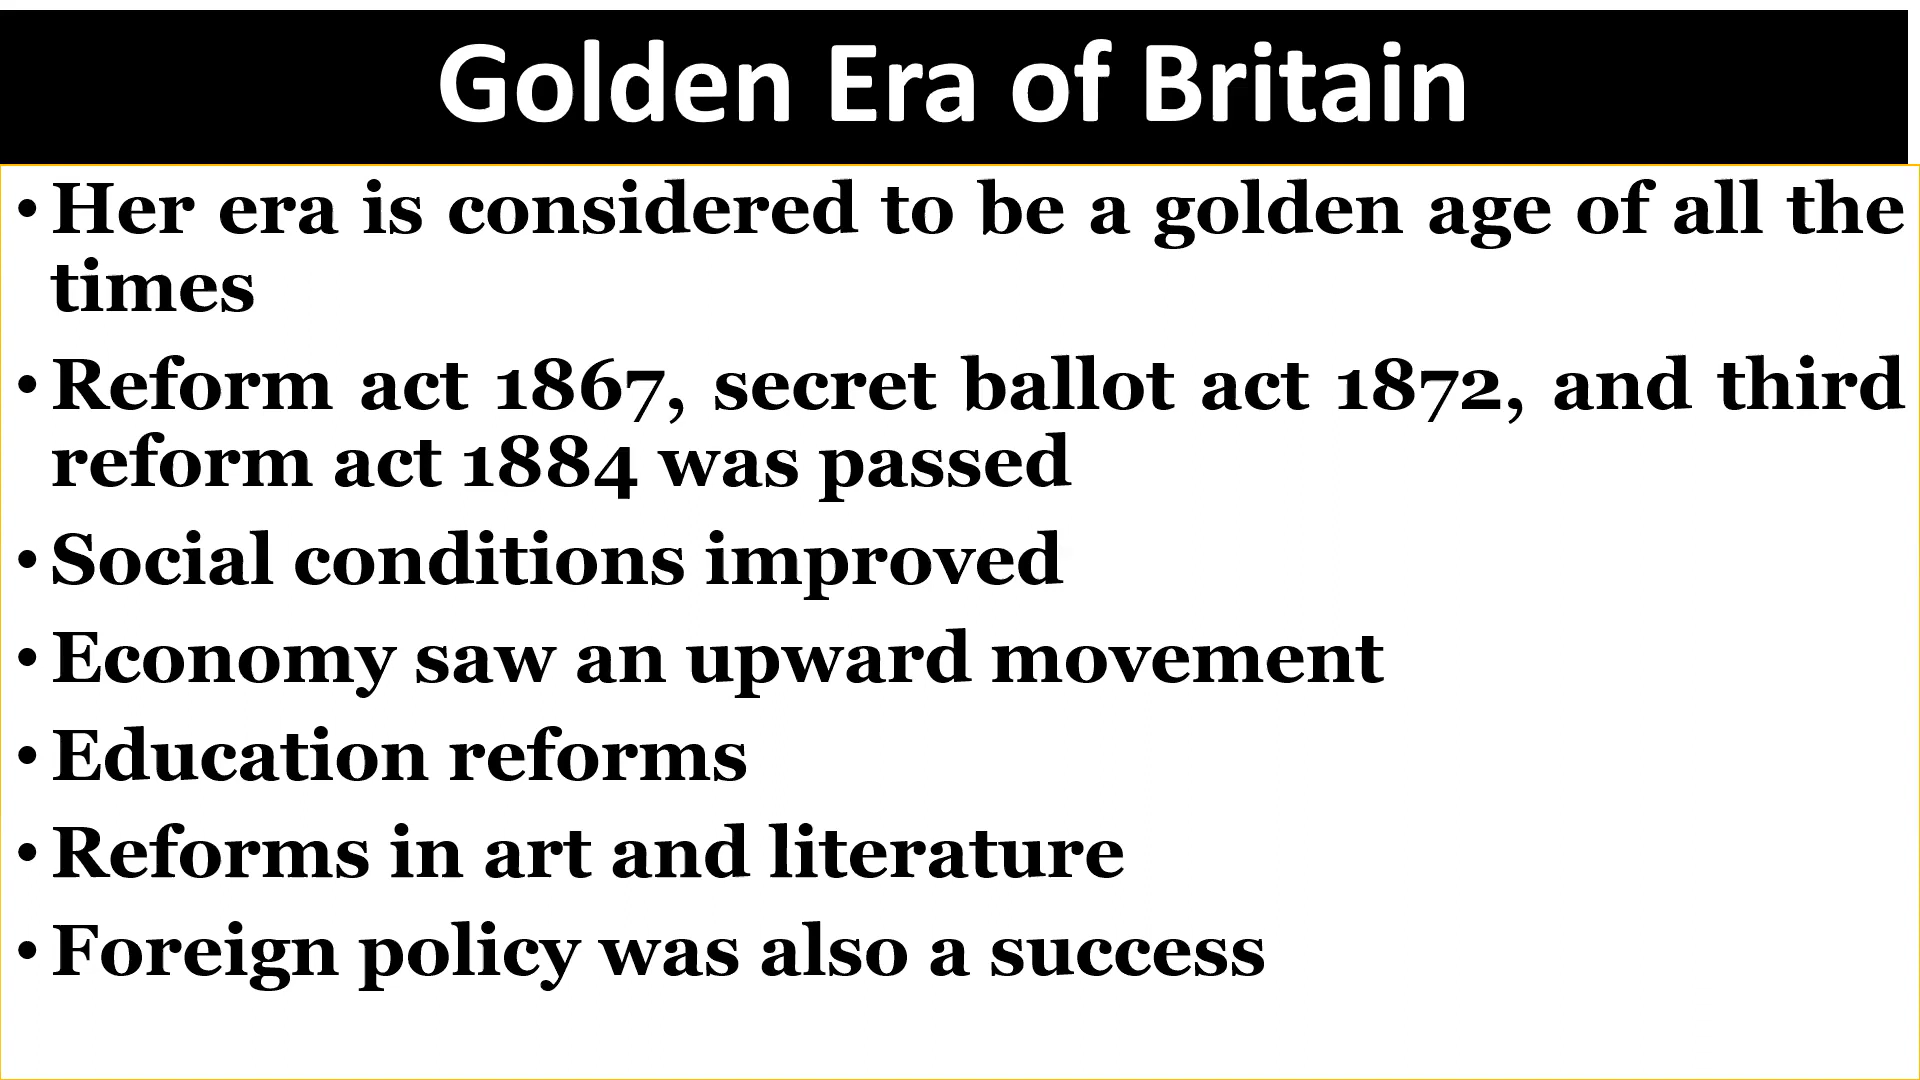 Golden Era of Britain
• Her era is considered to be a golden age of all the
times
• Reform act 1867, secret ballot act 1872, and third
reform act 1884 was passed
• Social conditions improved
• Economy saw an upward movement
• Education reforms
• Reforms in art and literature
• Foreign policy was also a success